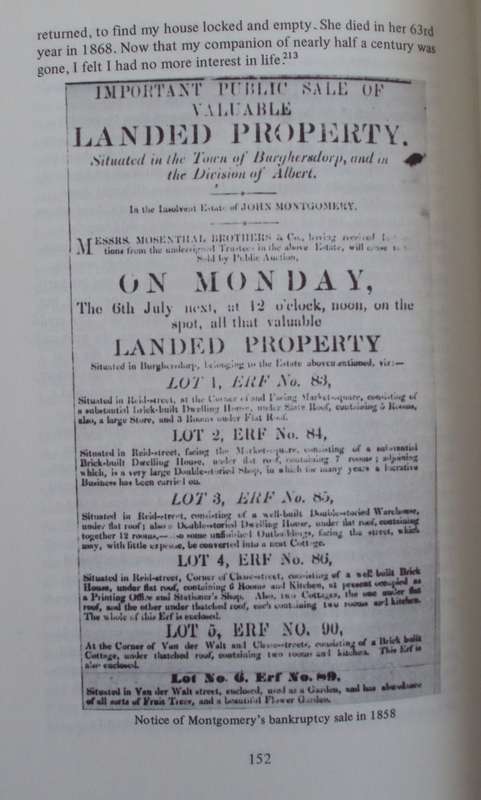 returned, to find my house locked and empty. She died in her 63rd
year in 1868. Now that my companion of nearly half a century was
gone, I felt I had no more interest in life.213
IMPORTANT PUBLIC SALE OF
VALUABLE
LANDED PROPERTY.
Situated in the Town of Burghersdorp, and in
the Division of Albert.
In the Insolvent Estate of JOHN MONTGOMERY.
MESSRS. MOSENTHAL BROTHERS & Co., having received
tions from the undersigned Trustees in the above Estate, will cause to
Sold by Public Auction,
ON MONDAY,
The 6th July next, at 12 o'clock, noon, on the
spot, all that valuable
LANDED PROPERTY
Situated in Burghersdorp, belonging to the Estate abovementioned, viz:—
LOT 1, ERF No. 83,
Situated in Reid-street, at the Corner of and Facing Market-square, consisting of
a substantial brick-built Dwelling House, under Slate Roof, containing 5 Rooms,
also, a large Store, and 3 Rooms under Flat Roof.
LOT 2, ERF No. 84,
Situated in Reid-street, facing the Market-square, consisting of a substantial
Brick-built Dwelling House, under flat roof, containing 7 rooms; adjoining
which, is a very large Double-storied Shop, in which for many years a lucrative
Business has been carried on.
LOT 3, ERF No. 85,
Situated in Reid-street, consisting of a well-built Double-storied Warehouse,
under flat roof; also a Double-storied Dwelling House, under flat roof, containing
together 12 rooms,—also some unfinished Outbuildings, facing the street, which
may, with little expense, be converted into a neat Cottage.
LOT 4, ERF No. 86,
Situated in Reid-street, Corner of Chase-street, consisting of a well built Brick
House, under flat roof, containing 6 Rooms and Kitchen, at present occupied as
a Printing Office and Stationer's Shop. Also, two Cottages, the one under flat
roof, and the other under thatched roof, each containing two rooms and kitchen.
The whole of this Erf is enclosed.
LOT 5, ERF NO. 90,
At the Corner of Van der Walt and Chase-streets, consisting of a Brick built
Cottage, under thatched roof, containing two rooms and kitchen. This Erf is
also enclosed.
Lot No. 6. Erf No. 89.
Situated in Van der Walt street, enclosed, used as a Garden, and has abundance
of all sorts of Fruit Trees, and a beautiful Flower Garden.
Notice of Montgomery's bankruptcy sale in 1858
152